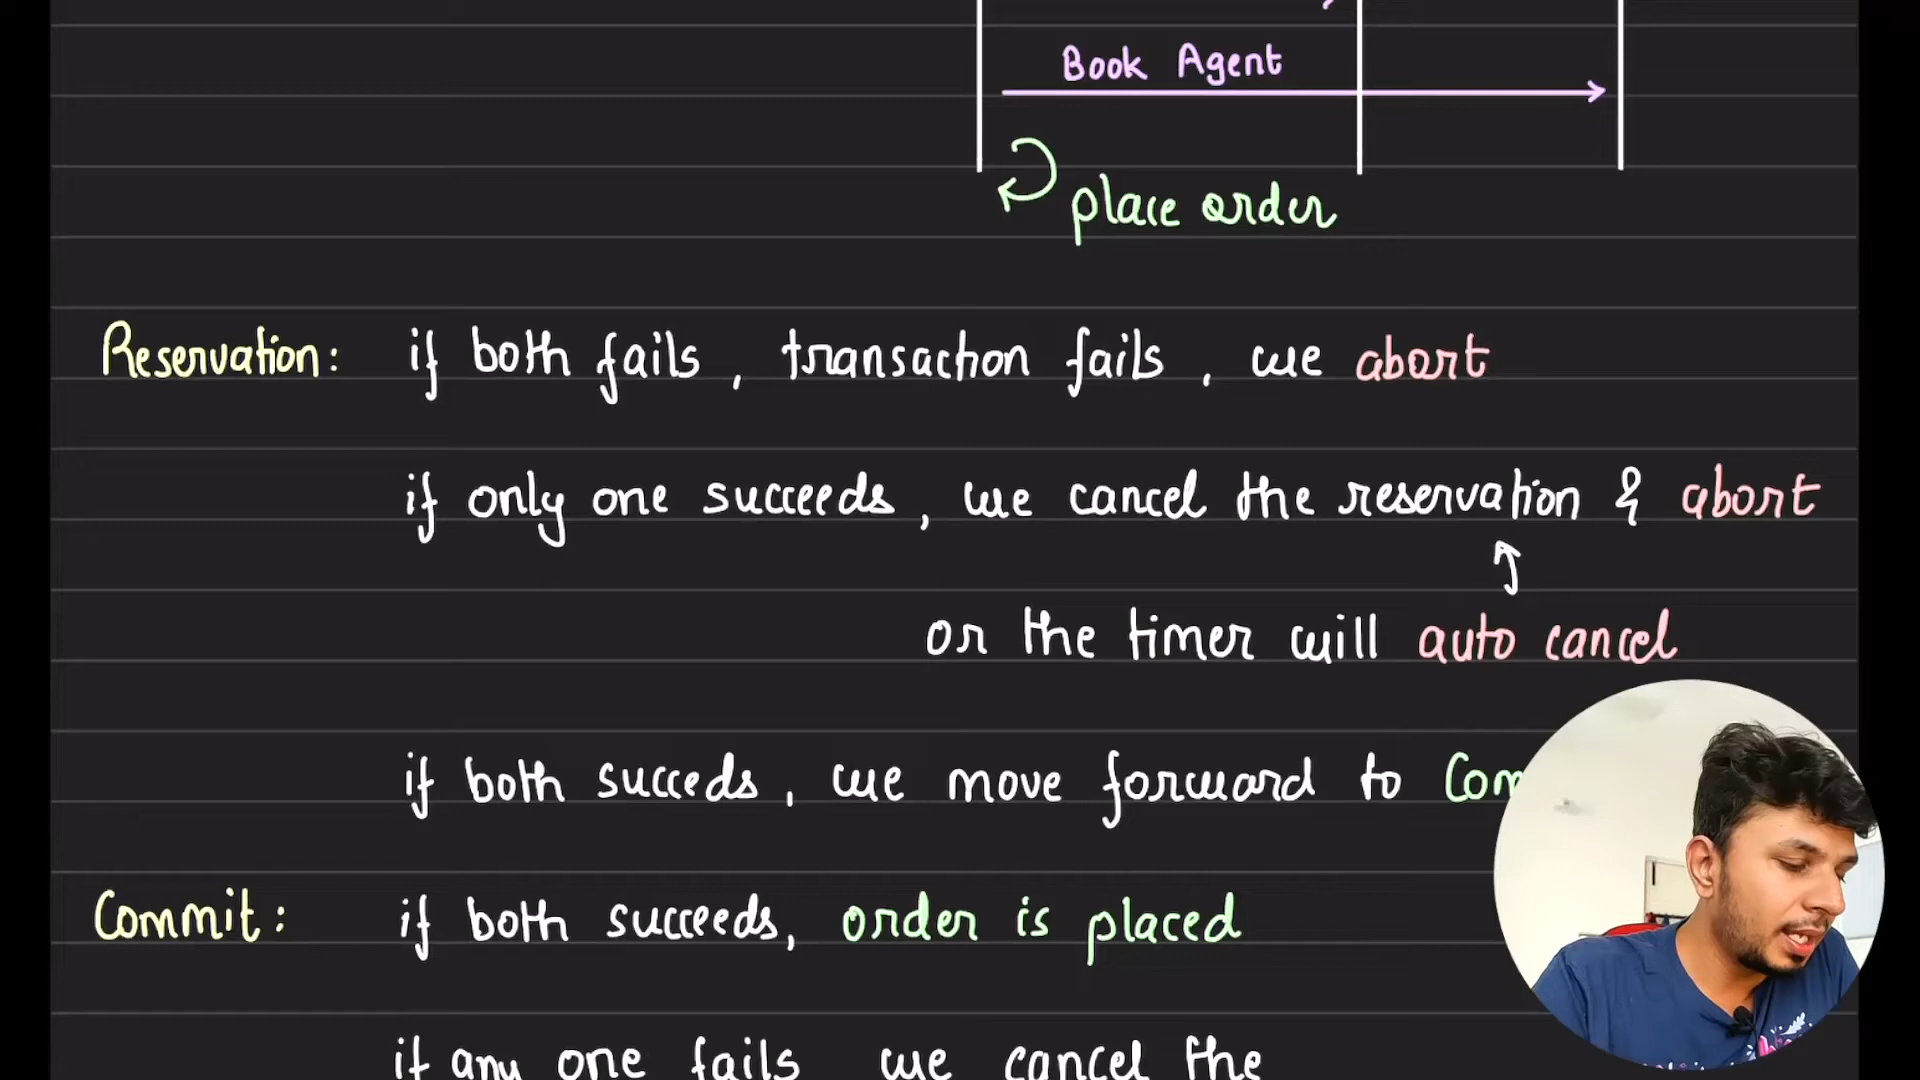 Book Agent
place order
Reservation: if both fails, transaction fails, we abort
if only one succeeds, we cancel the reservation & abort
or the timer will auto cancel
if both succeds, we move forward to
Commit: if both succeeds, order is placed
if any one fails we cancel the